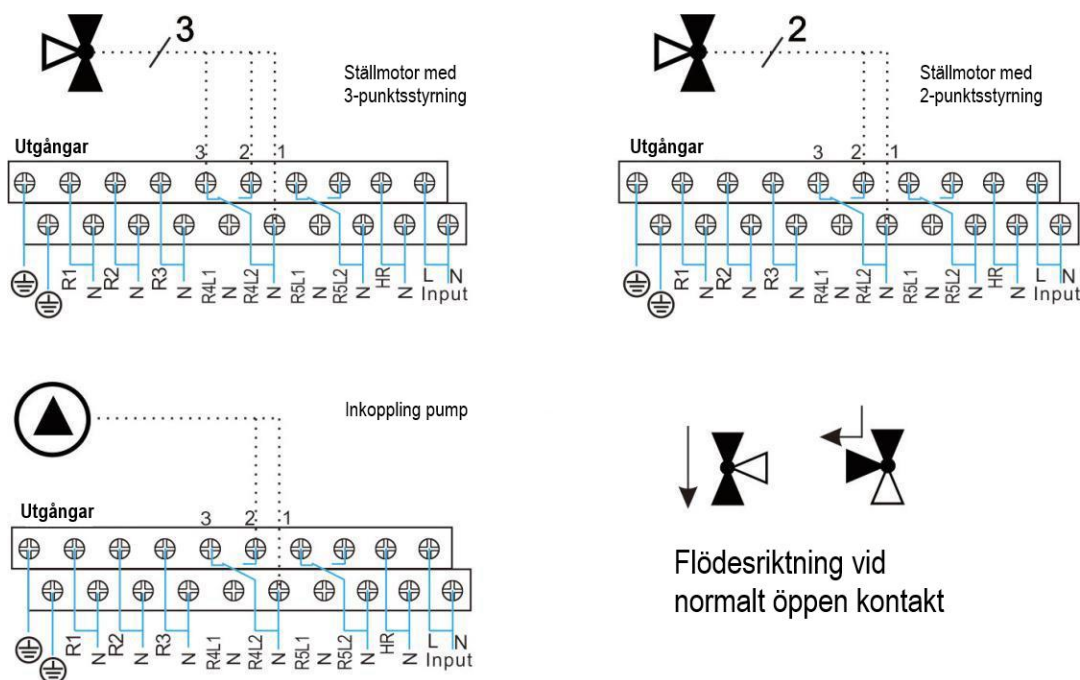 3
Ställmotor med
3-punktsstyrning
Utgångar
3 2 1
R1 N R2 N R3 N R4L1 N R4L2 N R5L1 N R5L2 N HR N L N
Input
2
Ställmotor med
2-punktsstyrning
Utgångar
3 2 1
R1 N R2 N R3 N R4L1 N R4L2 N R5L1 N R5L2 N HR N L N
Input
Inkoppling pump
Utgångar
3 2 1
R1 N R2 N R3 N R4L1 N R4L2 N R5L1 N R5L2 N HR N L N
Input
Flödesriktning vid
normalt öppen kontakt